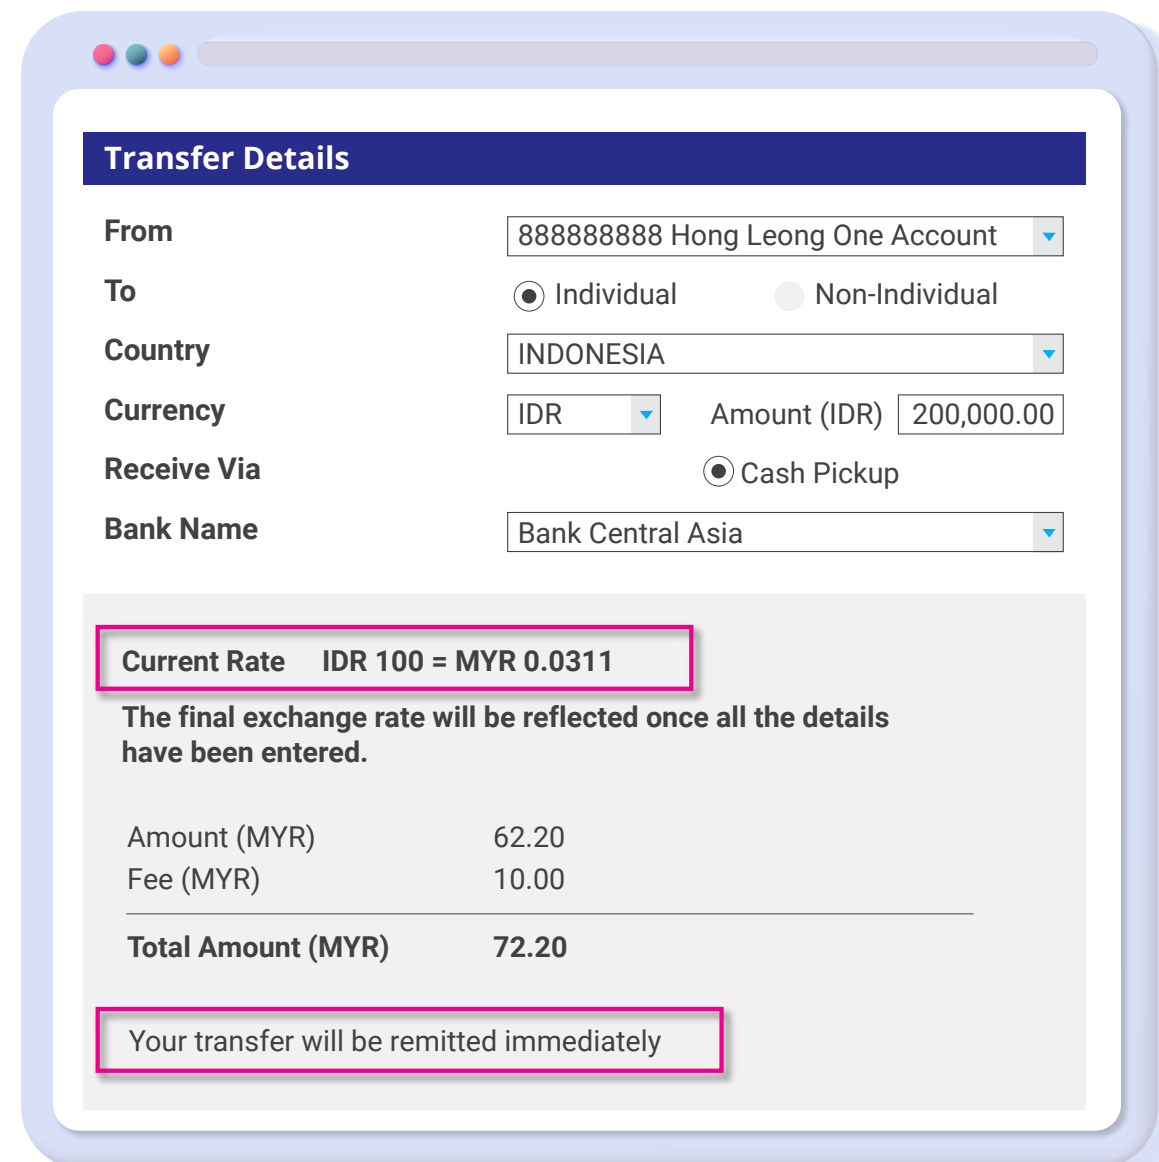 Transfer Details
From 888888888 Hong Leong One Account
To Individual Non-Individual
Country INDONESIA
Currency IDR Amount (IDR) 200,000.00
Receive Via Cash Pickup
Bank Name Bank Central Asia
Current Rate IDR 100 = MYR 0.0311
The final exchange rate will be reflected once all the details
have been entered.
Amount (MYR) 62.20
Fee (MYR) 10.00
Total Amount (MYR) 72.20
Your transfer will be remitted immediately